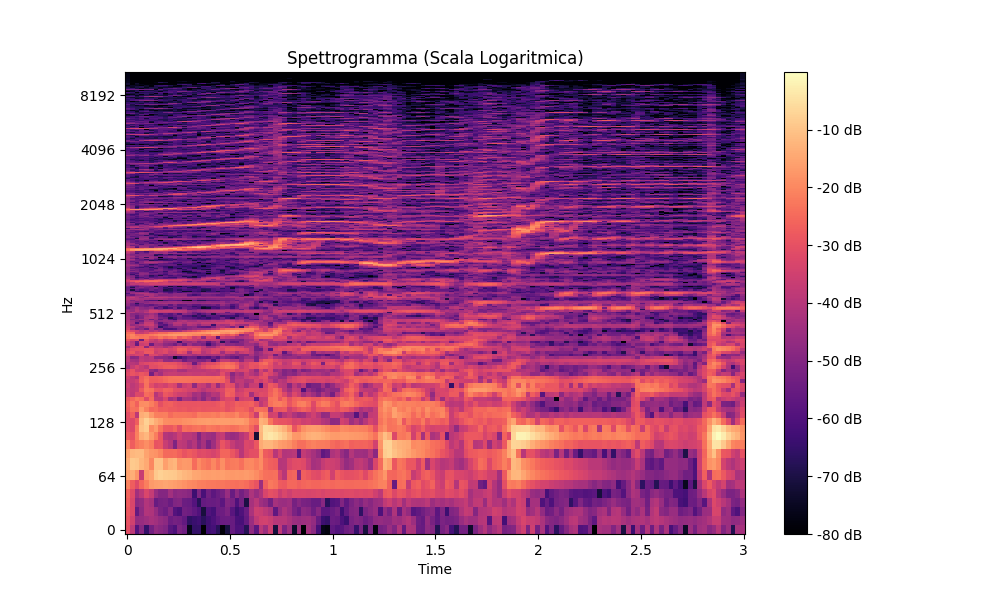 Spettrogramma (Scala Logaritmica)
8192
4096
2048
1024
512
256
128
64
0
Hz
0 0.5 1 1.5 2 2.5 3
Time
-10 dB
-20 dB
-30 dB
-40 dB
-50 dB
-60 dB
-70 dB
-80 dB